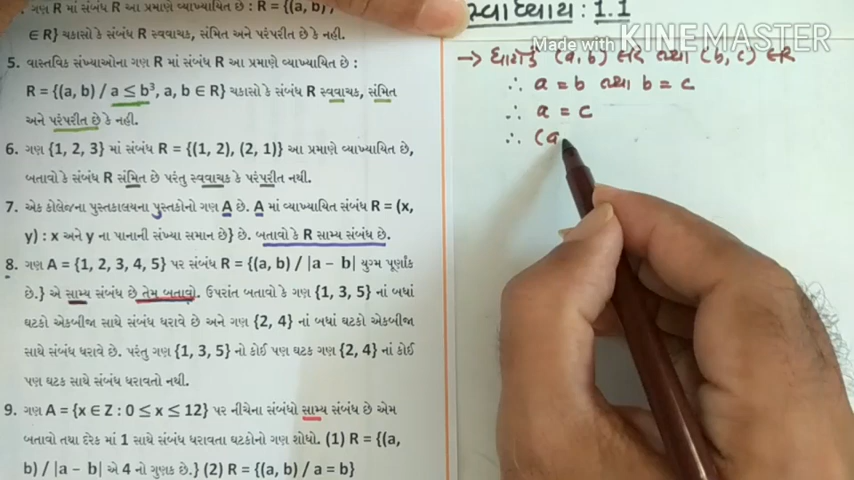 ગણ R માં સંબંધ R આ પ્રમાણે વ્યાખ્યાયિત છે : R = {(a, b),
∈ R} ચકાસો કે સંબંધ R સ્વવાચક, સંમિત અને પરંપરીત છે કે નહી.
5. વાસ્તવિક સંખ્યાઓના ગણ R માં સંબંધ R આ પ્રમાણે વ્યાખ્યાયિત છે :
R = {(a, b) / a ≤ b³, a, b ∈ R} ચકાસો કે સંબંધ R સ્વવાચક, સંમિત
અને પરંપરીત છે કે નહી.
6. ગણ {1, 2, 3} માં સંબંધ R = {(1, 2), (2, 1)} આ પ્રમાણે વ્યાખ્યાયિત છે,
બતાવો કે સંબંધ R સંમિત છે પરંતુ સ્વવાચક કે પરંપરીત નથી.
7. એક કોલેજના પુસ્તકાલયના પુસ્તકોનો ગણ A છે. A માં વ્યાખ્યાયિત સંબંધ R = (x,
y) : x અને y ના પાનાની સંખ્યા સમાન છે} છે. બતાવો કે R સામ્ય સંબંધ છે.
8. ગણ A = {1, 2, 3, 4, 5} પર સંબંધ R = {(a, b) / |a – b| યુગ્મ પૂર્ણાંક
છે.} એ સામ્ય સંબંધ છે તેમ બતાવો. ઉપરાંત બતાવો કે ગણ {1, 3, 5} નાં બધાં
ઘટકો એકબીજા સાથે સંબંધ ધરાવે છે અને ગણ {2, 4} નાં બધાં ઘટકો એકબીજા
સાથે સંબંધ ધરાવે છે. પરંતુ ગણ {1, 3, 5} નો કોઈ પણ ઘટક ગણ {2, 4} નાં કોઈ
પણ ઘટક સાથે સંબંધ ધરાવતો નથી.
9. ગણ A = {x ∈ Z : 0 ≤ x ≤ 12} પર નીચેના સંબંધો સામ્ય સંબંધ છે એમ
બતાવો તથા દરેક માં 1 સાથે સંબંધ ધરાવતા ઘટકોનો ગણ શોધો. (1) R = {(a,
b) / |a – b| એ 4 નો ગુણક છે.} (2) R = {(a, b) / a = b}
સ્વાધ્યાય : 1.1
Made with KINEMASTER
→ ધારોકે (a, b) ∈R તથા (b, c) ∈R
∴ a = b તથા b = c
∴ a = c
∴ (a